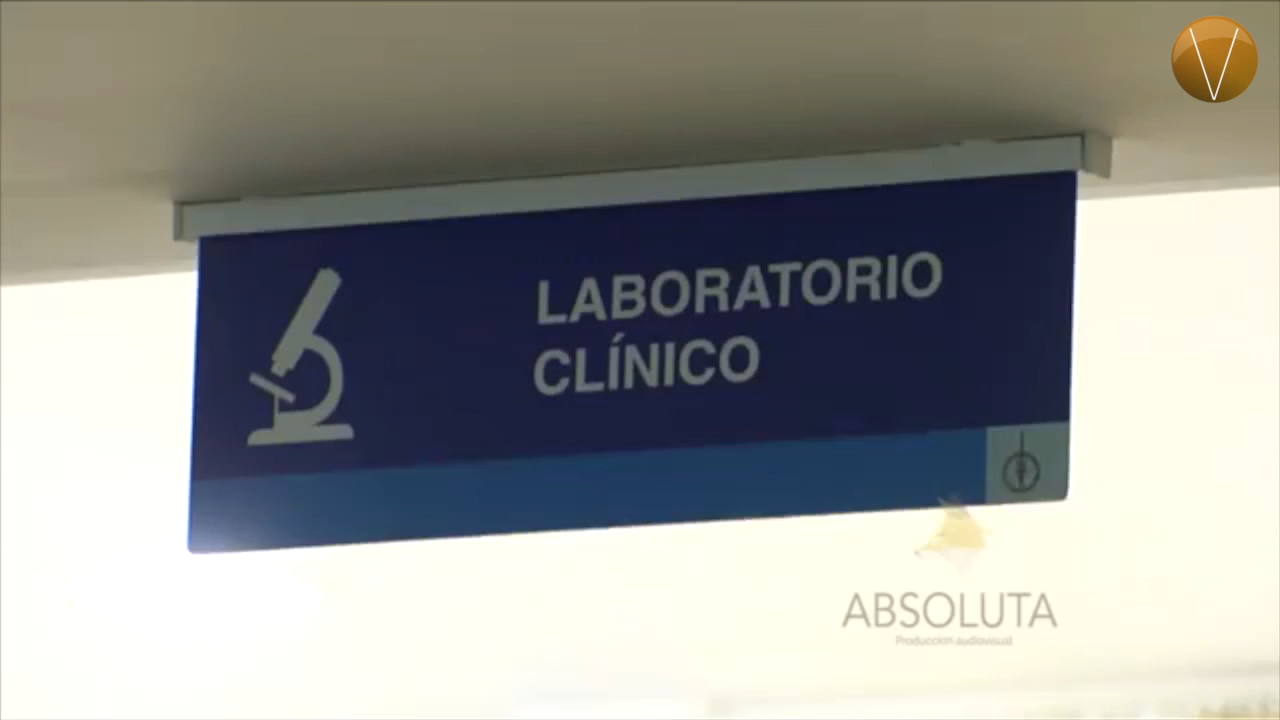 V
LABORATORIO
CLÍNICO
ABSOLUTA
Producción audiovisual